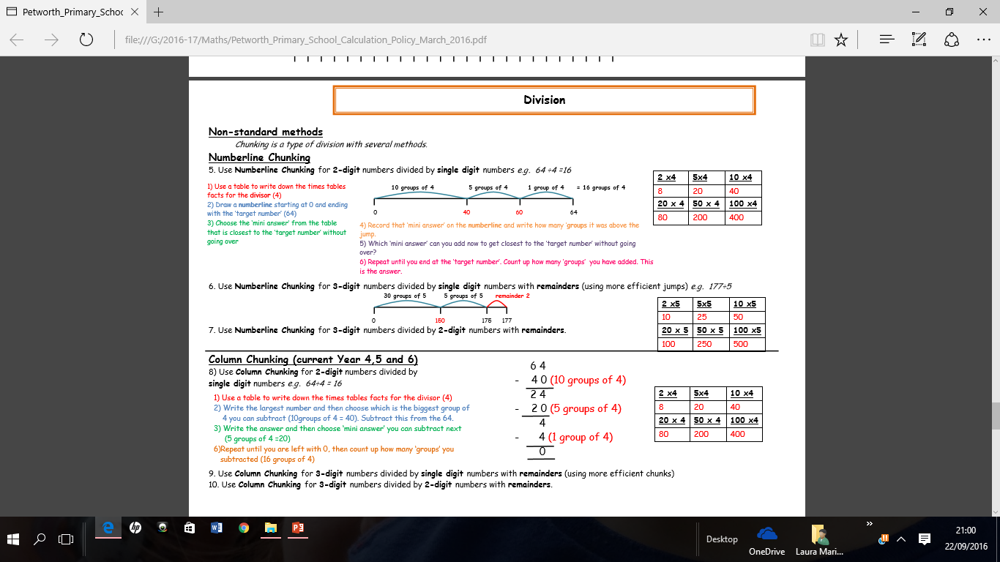 Petworth_Primary_Schoo
file:///G:/2016-17/Maths/Petworth_Primary_School_Calculation_Policy_March_2016.pdf
Division
Non-standard methods
Chunking is a type of division with several methods.
Numberline Chunking
5. Use Numberline Chunking for 2-digit numbers divided by single digit numbers e.g. 64 ÷4 =16
1) Use a table to write down the times tables
facts for the divisor (4)
2) Draw a numberline starting at 0 and ending
with the 'target number' (64)
3) Choose the 'mini answer' from the table
that is closest to the 'target number' without
going over
10 groups of 4 5 groups of 4 1 group of 4 = 16 groups of 4
0 40 60 64
4) Record that 'mini answer' on the numberline and write how many 'groups it was above the
jump.
5) Which 'mini answer' can you add now to get closest to the 'target number' without going
over?
6) Repeat until you end at the 'target number'. Count up how many 'groups' you have added. This
is the answer.
2 x4 5x4 10 x4
8 20 40
20 x 4 50 x 4 100 x4
80 200 400
6. Use Numberline Chunking for 3-digit numbers divided by single digit numbers with remainders (using more efficient jumps) e.g. 177÷5
30 groups of 5 5 groups of 5 remainder 2
0 150 175 177
2 x5 5x5 10 x5
10 25 50
20 x 5 50 x 5 100 x5
100 250 500
7. Use Numberline Chunking for 3-digit numbers divided by 2-digit numbers with remainders.
Column Chunking (current Year 4,5 and 6)
8) Use Column Chunking for 2-digit numbers divided by
single digit numbers e.g. 64÷4 = 16
1) Use a table to write down the times tables facts for the divisor (4)
2) Write the largest number and then choose which is the biggest group of
4 you can subtract (10groups of 4 = 40). Subtract this from the 64.
3) Write the answer and then choose 'mini answer' you can subtract next
(5 groups of 4 =20)
6)Repeat until you are left with 0, then count up how many 'groups' you
subtracted (16 groups of 4)
6 4
- 4 0 (10 groups of 4)
2 4
- 2 0 (5 groups of 4)
4
- 4 (1 group of 4)
0
2 x4 5x4 10 x4
8 20 40
20 x 4 50 x 4 100 x4
80 200 400
9. Use Column Chunking for 3-digit numbers divided by single digit numbers with remainders (using more efficient chunks)
10. Use Column Chunking for 3-digit numbers divided by 2-digit numbers with remainders.
Desktop
OneDrive
Laura Mari...
21:00
22/09/2016